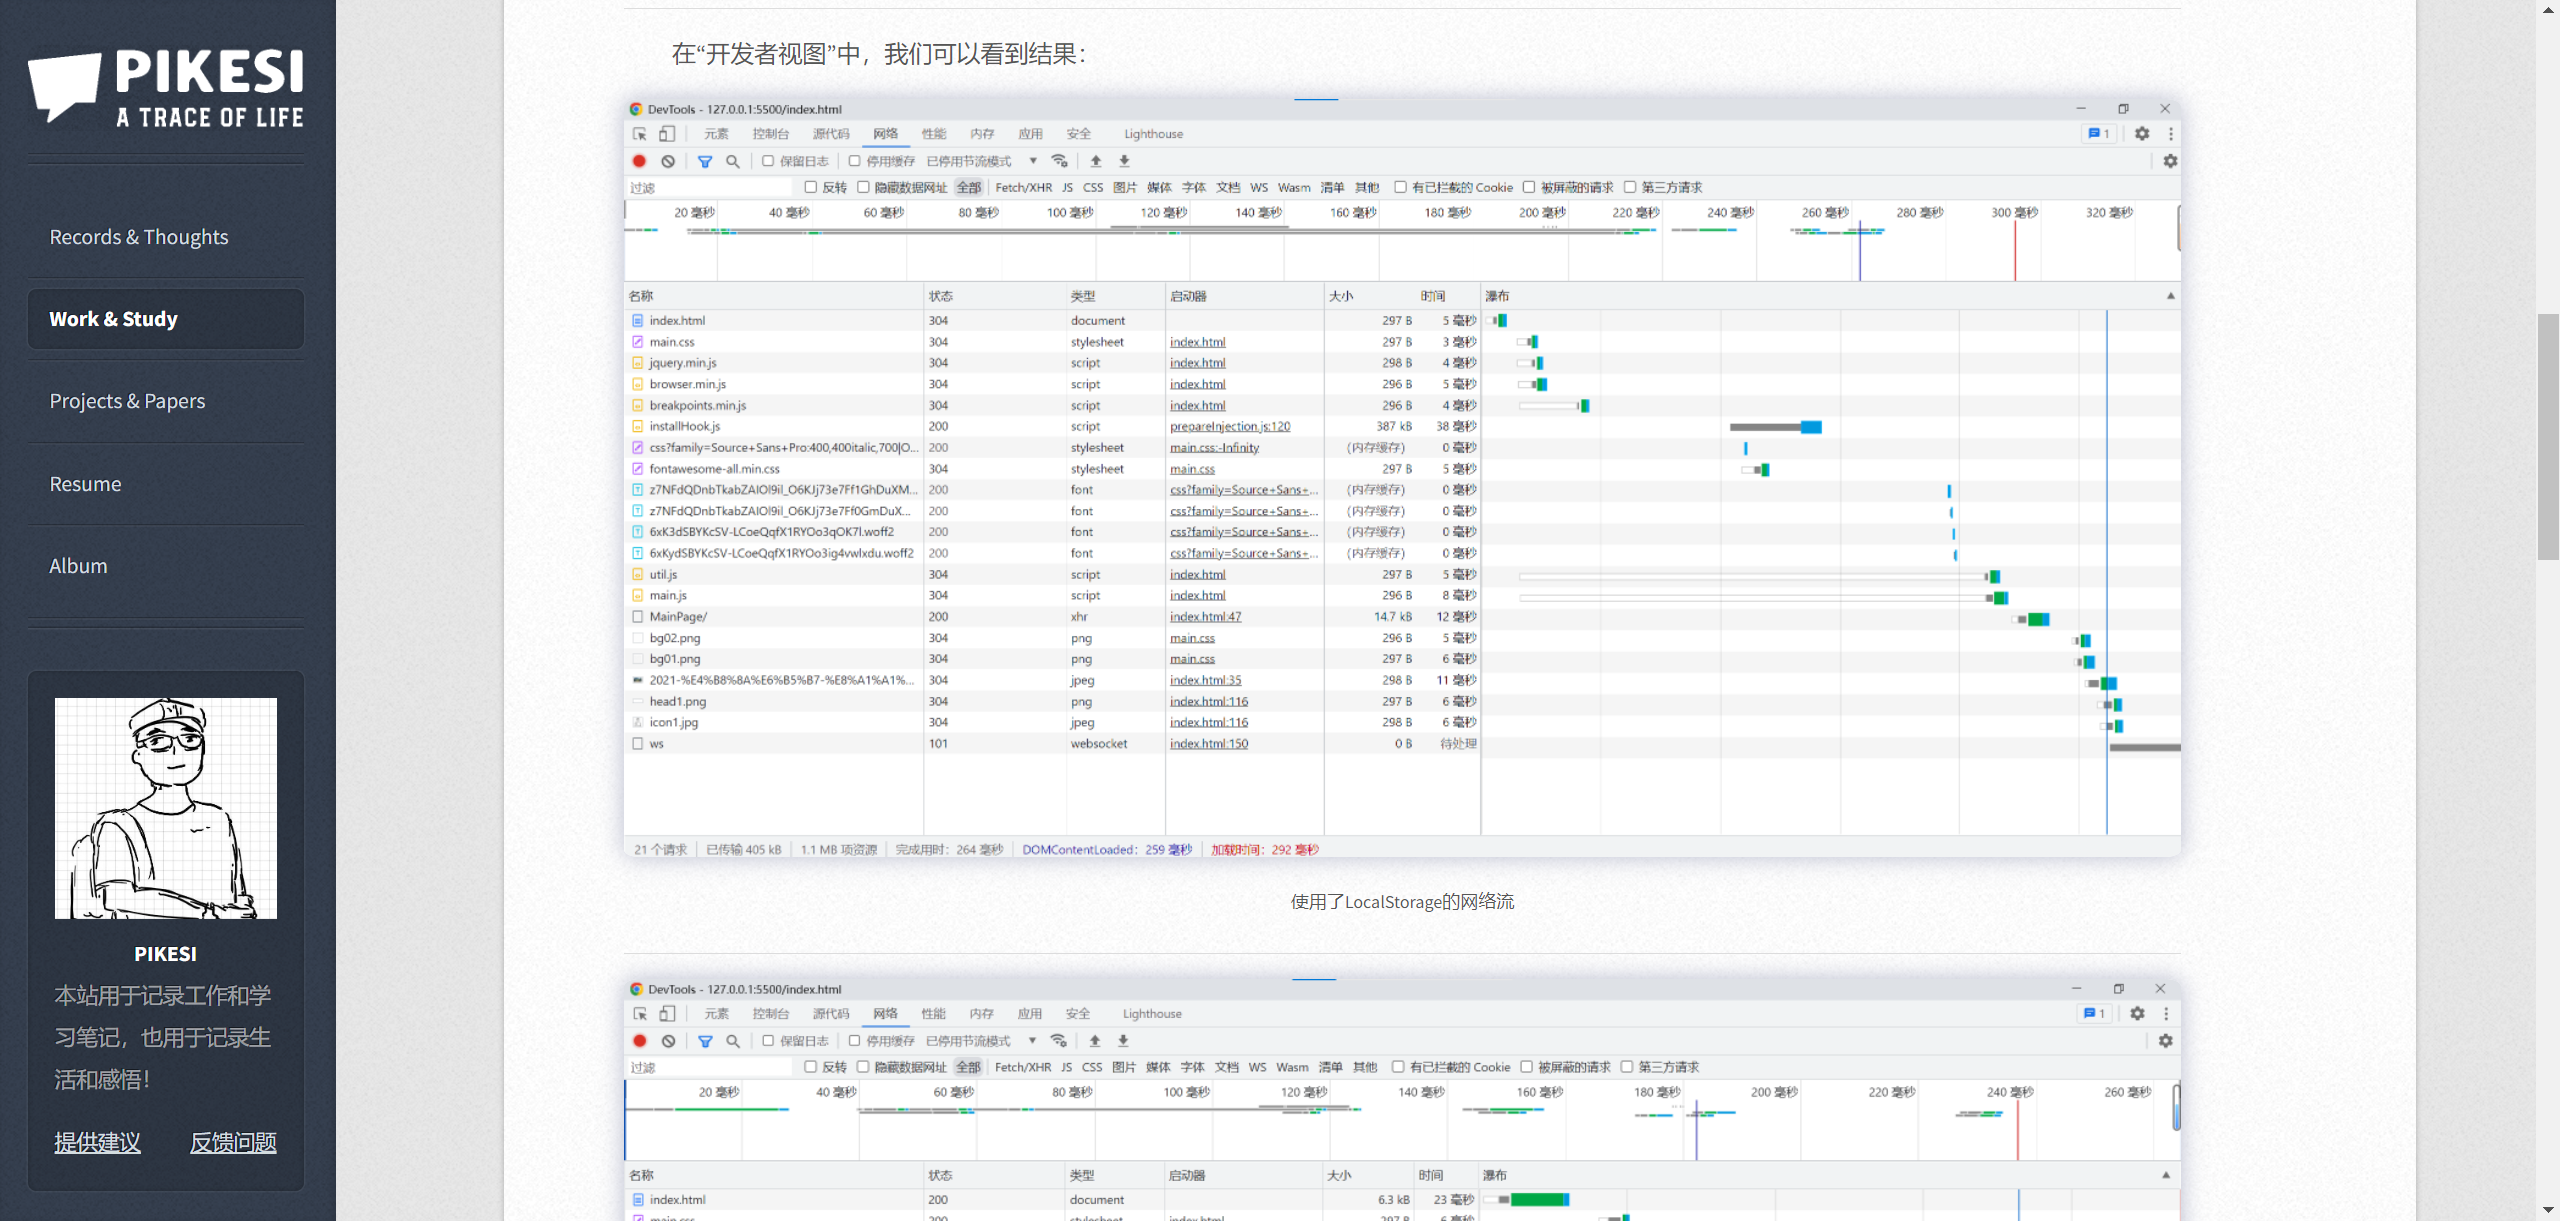 PIKESI
A TRACE OF LIFE
Records & Thoughts
Work & Study
Projects & Papers
Resume
Album
PIKESI
本站用于记录工作和学
习笔记，也用于记录生
活和感悟！
提供建议 反馈问题
在“开发者视图”中，我们可以看到结果：
DevTools - 127.0.0.1:5500/index.html
元素 控制台 源代码 网络 性能 内存 应用 安全 Lighthouse 1
保留日志 停用缓存 已停用节流模式
过滤 反转 隐藏数据网址 全部 Fetch/XHR JS CSS 图片 媒体 字体 文档 WS Wasm 清单 其他 有已拦截的 Cookie 被屏蔽的请求 第三方请求
20 毫秒 40 毫秒 60 毫秒 80 毫秒 100 毫秒 120 毫秒 140 毫秒 160 毫秒 180 毫秒 200 毫秒 220 毫秒 240 毫秒 260 毫秒 280 毫秒 300 毫秒 320 毫秒
名称 状态 类型 启动器 大小 时间 瀑布
index.html 304 document 297 B 5 毫秒
main.css 304 stylesheet index.html 297 B 3 毫秒
jquery.min.js 304 script index.html 298 B 4 毫秒
browser.min.js 304 script index.html 296 B 5 毫秒
breakpoints.min.js 304 script index.html 296 B 4 毫秒
installHook.js 200 script prepareInjection.js:120 387 kB 38 毫秒
css?family=Source+Sans+Pro:400,400italic,700|O... 200 stylesheet main.css:-Infinity (内存缓存) 0 毫秒
fontawesome-all.min.css 304 stylesheet main.css 297 B 5 毫秒
z7NFdQDnbTkabZAIOl9il_O6KJj73e7Ff1GhDuXM... 200 font css?family=Source+Sans+... (内存缓存) 0 毫秒
z7NFdQDnbTkabZAIOl9il_O6KJj73e7Ff0GmDuX... 200 font css?family=Source+Sans+... (内存缓存) 0 毫秒
6xK3dSBYKcSV-LCoeQqfX1RYOo3qOK7l.woff2 200 font css?family=Source+Sans+... (内存缓存) 0 毫秒
6xKydSBYKcSV-LCoeQqfX1RYOo3ig4vwlxdu.woff2 200 font css?family=Source+Sans+... (内存缓存) 0 毫秒
util.js 304 script index.html 297 B 5 毫秒
main.js 304 script index.html 296 B 8 毫秒
MainPage/ 200 xhr index.html:47 14.7 kB 12 毫秒
bg02.png 304 png main.css 296 B 5 毫秒
bg01.png 304 png main.css 297 B 6 毫秒
2021-%E4%B8%8A%E6%B5%B7-%E8%A1%A1%... 304 jpeg index.html:35 298 B 11 毫秒
head1.png 304 png index.html:116 297 B 6 毫秒
icon1.jpg 304 jpeg index.html:116 298 B 6 毫秒
ws 101 websocket index.html:150 0 B 待处理
21 个请求 已传输 405 kB 1.1 MB 项资源 完成用时：264 毫秒 DOMContentLoaded：259 毫秒 加载时间：292 毫秒
使用了LocalStorage的网络流
DevTools - 127.0.0.1:5500/index.html
元素 控制台 源代码 网络 性能 内存 应用 安全 Lighthouse 1
保留日志 停用缓存 已停用节流模式
过滤 反转 隐藏数据网址 全部 Fetch/XHR JS CSS 图片 媒体 字体 文档 WS Wasm 清单 其他 有已拦截的 Cookie 被屏蔽的请求 第三方请求
20 毫秒 40 毫秒 60 毫秒 80 毫秒 100 毫秒 120 毫秒 140 毫秒 160 毫秒 180 毫秒 200 毫秒 220 毫秒 240 毫秒 260 毫秒
名称 状态 类型 启动器 大小 时间 瀑布
index.html 200 document 6.3 kB 23 毫秒
main.css 200 stylesheet index.html 297 B 6 毫秒